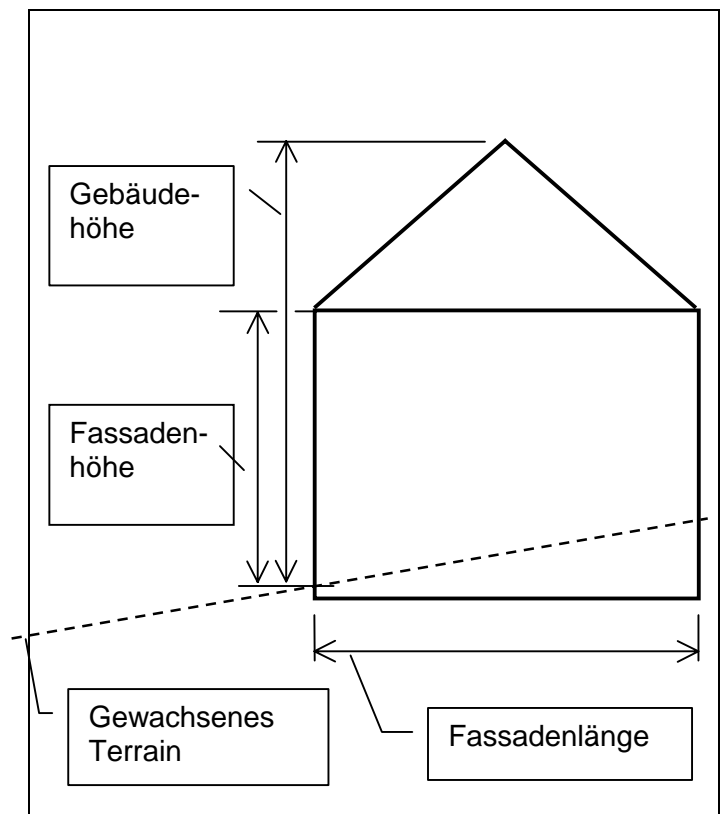 Gebäude-
höhe
Fassaden-
höhe
Gewachsenes
Terrain
Fassadenlänge